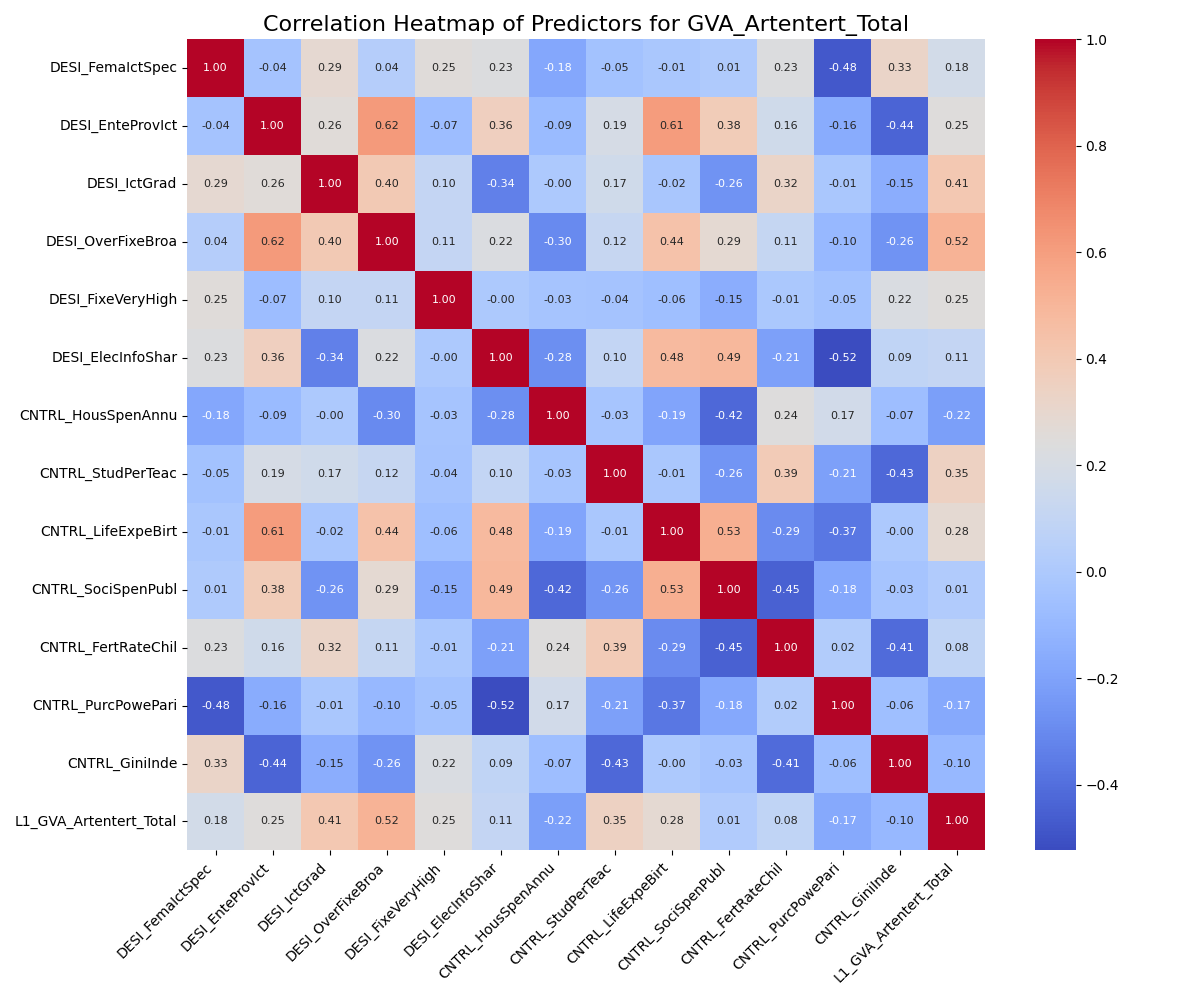 Correlation Heatmap of Predictors for GVA_Artentert_Total
DESI_FemaIctSpec 1.00 -0.04 0.29 0.04 0.25 0.23 -0.18 -0.05 -0.01 0.01 0.23 -0.48 0.33 0.18
DESI_EnteProvIct -0.04 1.00 0.26 0.62 -0.07 0.36 -0.09 0.19 0.61 0.38 0.16 -0.16 -0.44 0.25
DESI_IctGrad 0.29 0.26 1.00 0.40 0.10 -0.34 -0.00 0.17 -0.02 -0.26 0.32 -0.01 -0.15 0.41
DESI_OverFixeBroa 0.04 0.62 0.40 1.00 0.11 0.22 -0.30 0.12 0.44 0.29 0.11 -0.10 -0.26 0.52
DESI_FixeVeryHigh 0.25 -0.07 0.10 0.11 1.00 -0.00 -0.03 -0.04 -0.06 -0.15 -0.01 -0.05 0.22 0.25
DESI_ElecInfoShar 0.23 0.36 -0.34 0.22 -0.00 1.00 -0.28 0.10 0.48 0.49 -0.21 -0.52 0.09 0.11
CNTRL_HousSpenAnnu -0.18 -0.09 -0.00 -0.30 -0.03 -0.28 1.00 -0.03 -0.19 -0.42 0.24 0.17 -0.07 -0.22
CNTRL_StudPerTeac -0.05 0.19 0.17 0.12 -0.04 0.10 -0.03 1.00 -0.01 -0.26 0.39 -0.21 -0.43 0.35
CNTRL_LifeExpeBirt -0.01 0.61 -0.02 0.44 -0.06 0.48 -0.19 -0.01 1.00 0.53 -0.29 -0.37 -0.00 0.28
CNTRL_SociSpenPubl 0.01 0.38 -0.26 0.29 -0.15 0.49 -0.42 -0.26 0.53 1.00 -0.45 -0.18 -0.03 0.01
CNTRL_FertRateChil 0.23 0.16 0.32 0.11 -0.01 -0.21 0.24 0.39 -0.29 -0.45 1.00 0.02 -0.41 0.08
CNTRL_PurcPowePari -0.48 -0.16 -0.01 -0.10 -0.05 -0.52 0.17 -0.21 -0.37 -0.18 0.02 1.00 -0.06 -0.17
CNTRL_GiniInde 0.33 -0.44 -0.15 -0.26 0.22 0.09 -0.07 -0.43 -0.00 -0.03 -0.41 -0.06 1.00 -0.10
L1_GVA_Artentert_Total 0.18 0.25 0.41 0.52 0.25 0.11 -0.22 0.35 0.28 0.01 0.08 -0.17 -0.10 1.00
DESI_FemaIctSpec
DESI_EnteProvIct
DESI_IctGrad
DESI_OverFixeBroa
DESI_FixeVeryHigh
DESI_ElecInfoShar
CNTRL_HousSpenAnnu
CNTRL_StudPerTeac
CNTRL_LifeExpeBirt
CNTRL_SociSpenPubl
CNTRL_FertRateChil
CNTRL_PurcPowePari
CNTRL_GiniInde
L1_GVA_Artentert_Total
1.0
0.8
0.6
0.4
0.2
0.0
−0.2
−0.4